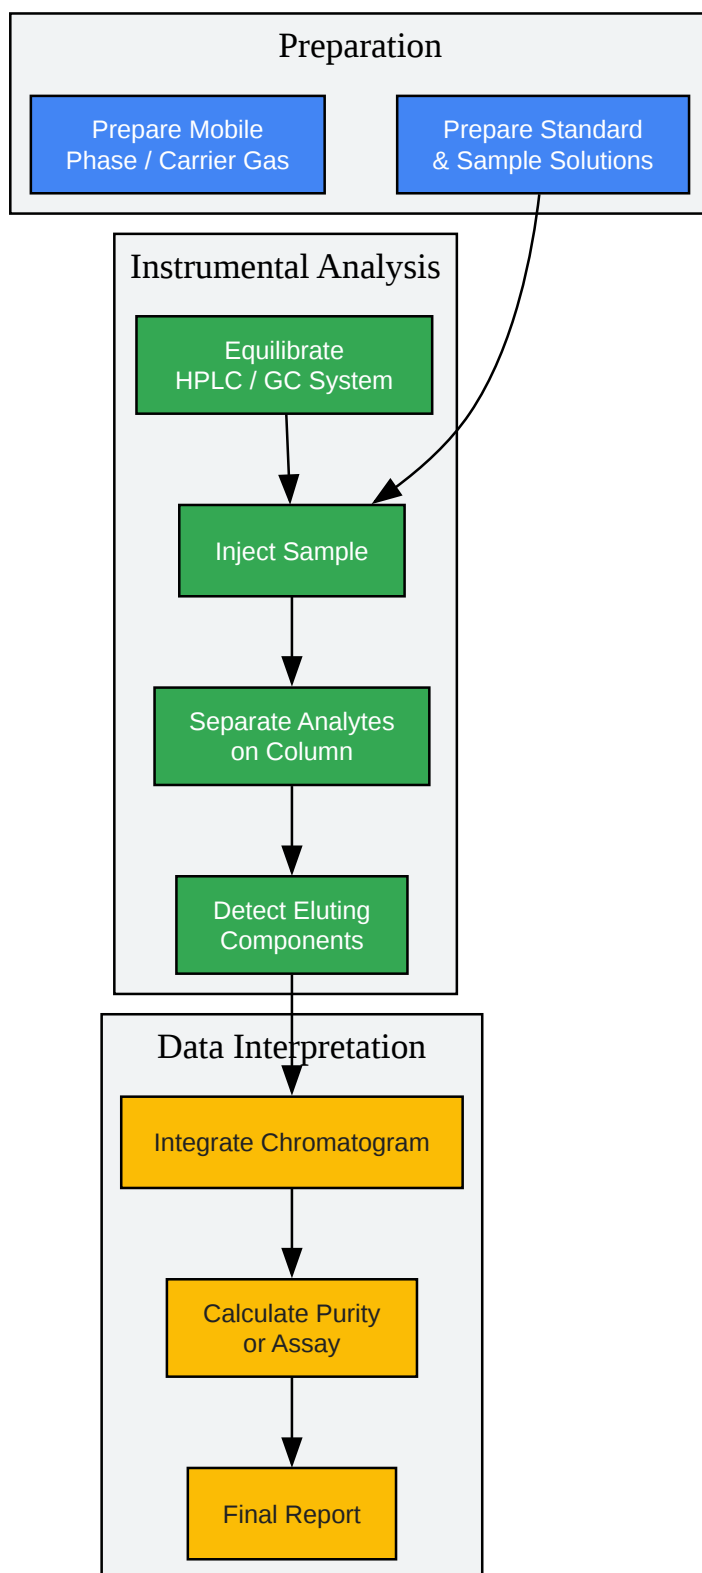 Preparation
Prepare Mobile
Phase / Carrier Gas
Prepare Standard
& Sample Solutions
Instrumental Analysis
Equilibrate
HPLC / GC System
Inject Sample
Separate Analytes
on Column
Detect Eluting
Components
Data Interpretation
Integrate Chromatogram
Calculate Purity
or Assay
Final Report